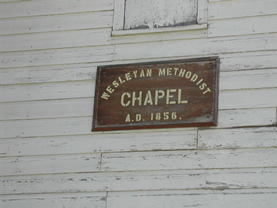 WESLEYAN METHODIST
CHAPEL
A.D. 1856.